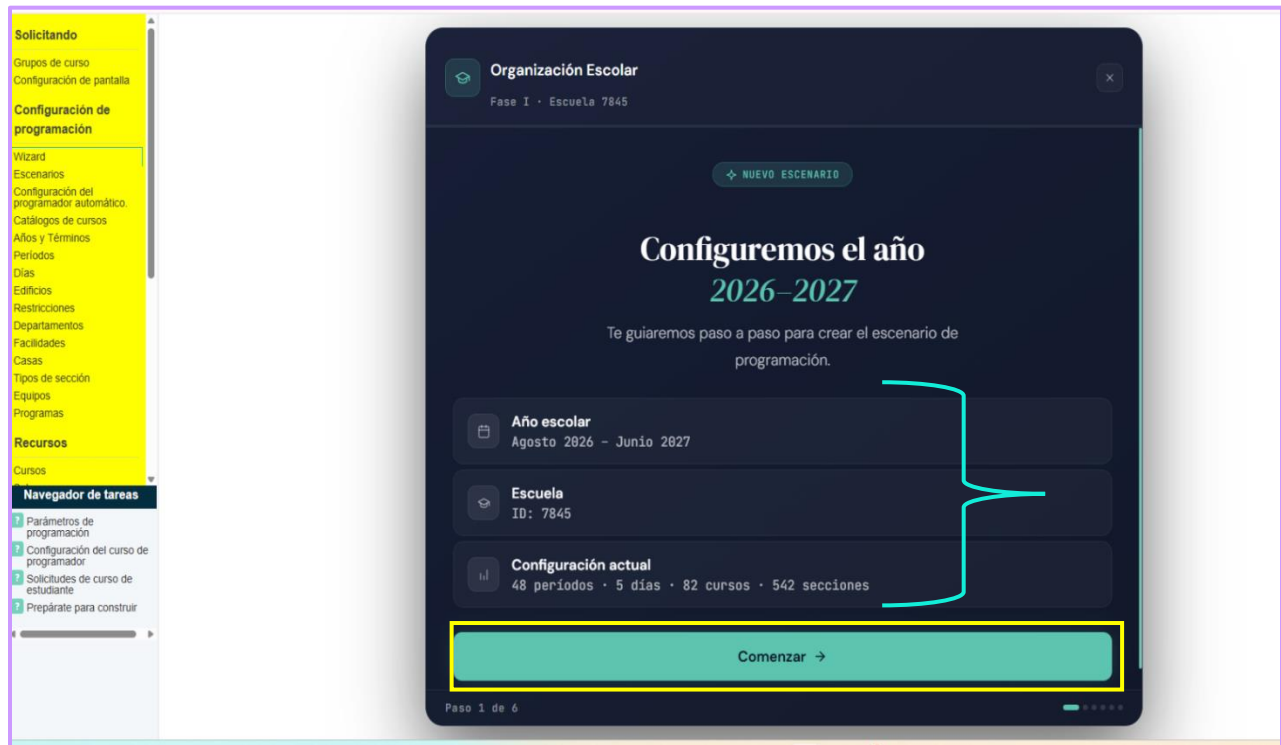 Solicitando
Grupos de curso
Configuración de pantalla
Configuración de
programación
Wizard
Escenarios
Configuración del
programador automático.
Catálogos de cursos
Años y Términos
Períodos
Días
Edificios
Restricciones
Departamentos
Facilidades
Casas
Tipos de sección
Equipos
Programas
Recursos
Cursos
Navegador de tareas
? Parámetros de
programación
? Configuración del curso de
programador
? Solicitudes de curso de
estudiante
? Prepárate para construir
Organización Escolar
Fase I · Escuela 7845
NUEVO ESCENARIO
Configuremos el año
2026–2027
Te guiaremos paso a paso para crear el escenario de
programación.
Año escolar
Agosto 2026 – Junio 2027
Escuela
ID: 7845
Configuración actual
48 períodos · 5 días · 82 cursos · 542 secciones
Comenzar →
Paso 1 de 6